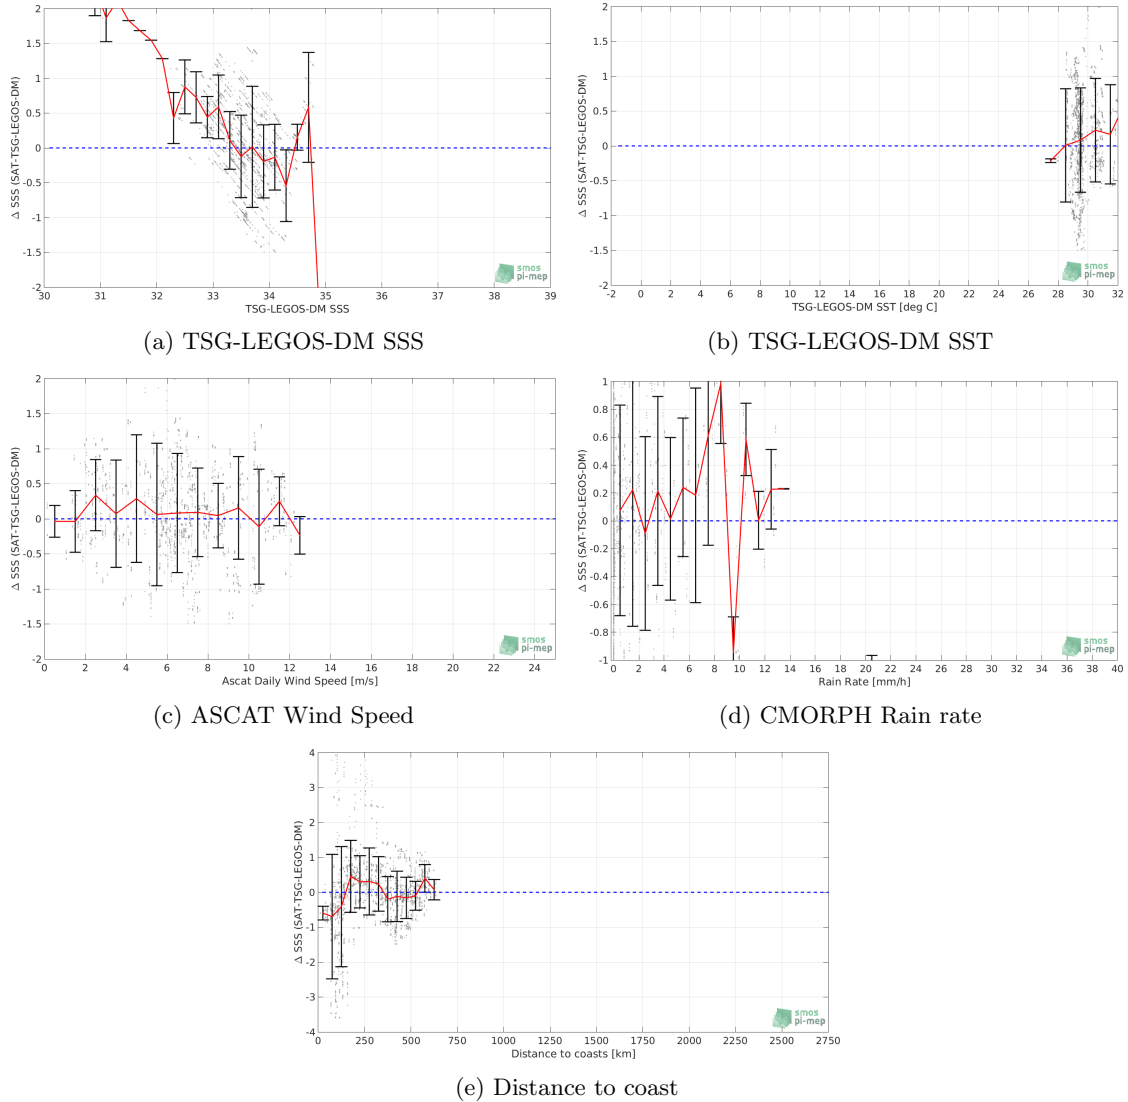 2
1.5
1
0.5
0
-0.5
-1
-1.5
-2
Δ SSS (SAT-TSG-LEGOS-DM)
30 31 32 33 34 35 36 37 38 39
TSG-LEGOS-DM SSS
smos
pi-mep
(a) TSG-LEGOS-DM SSS
2
1.5
1
0.5
0
-0.5
-1
-1.5
-2
Δ SSS (SAT-TSG-LEGOS-DM)
-2 0 2 4 6 8 10 12 14 16 18 20 22 24 26 28 30 32
TSG-LEGOS-DM SST [deg C]
smos
pi-mep
(b) TSG-LEGOS-DM SST
2
1.5
1
0.5
0
-0.5
-1
-1.5
-2
Δ SSS (SAT-TSG-LEGOS-DM)
0 2 4 6 8 10 12 14 16 18 20 22 24
Ascat Daily Wind Speed [m/s]
smos
pi-mep
(c) ASCAT Wind Speed
1
0.8
0.6
0.4
0.2
0
-0.2
-0.4
-0.6
-0.8
-1
Δ SSS (SAT-TSG-LEGOS-DM)
0 2 4 6 8 10 12 14 16 18 20 22 24 26 28 30 32 34 36 38 40
Rain Rate [mm/h]
smos
pi-mep
(d) CMORPH Rain rate
4
3
2
1
0
-1
-2
-3
-4
Δ SSS (SAT-TSG-LEGOS-DM)
0 250 500 750 1000 1250 1500 1750 2000 2250 2500 2750
Distance to coasts [km]
smos
pi-mep
(e) Distance to coast